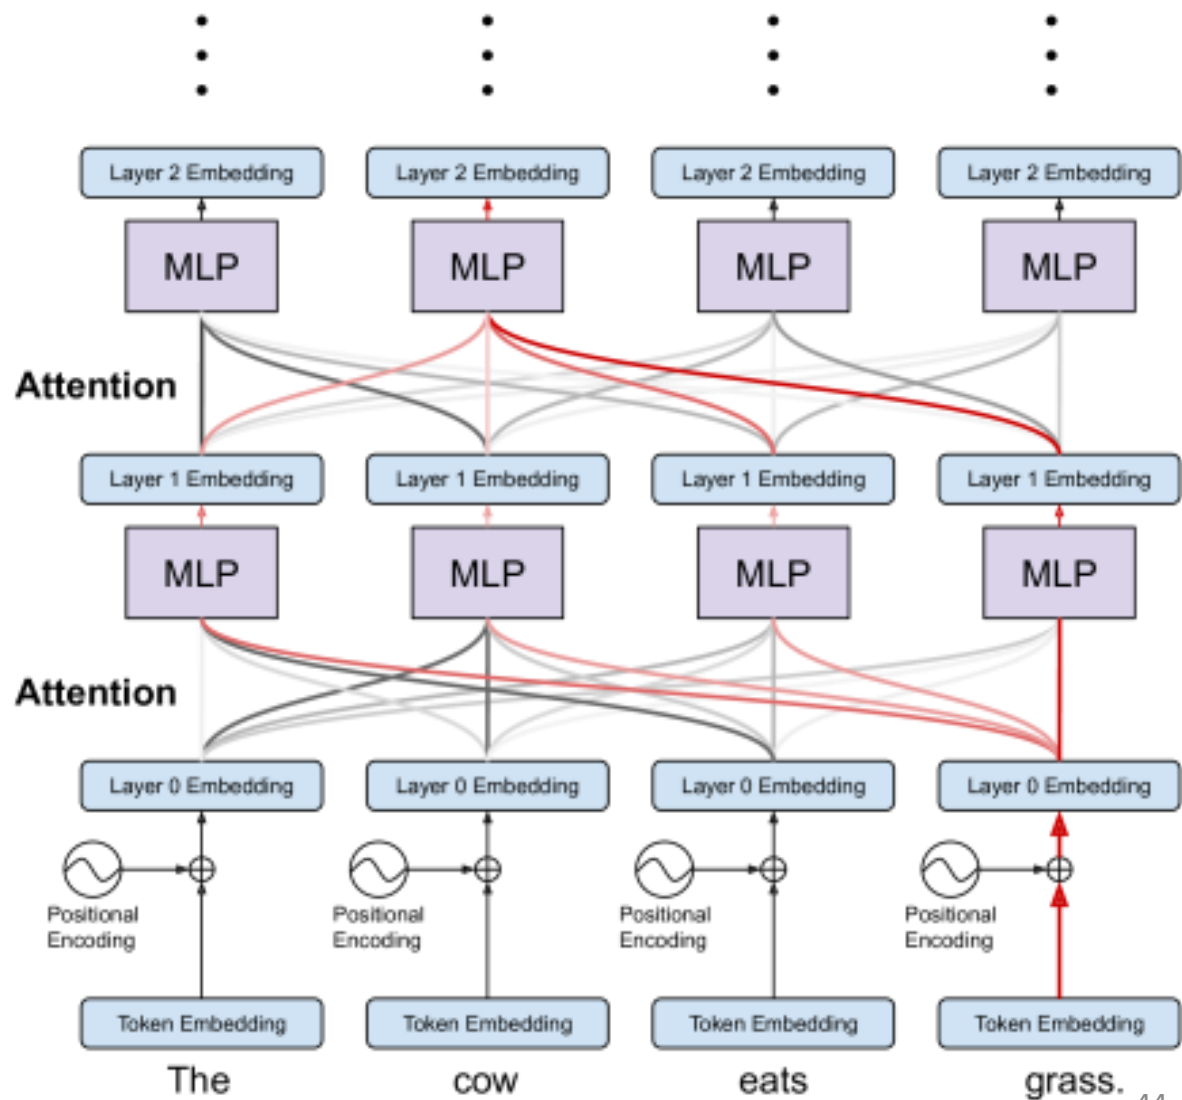 Layer 2 Embedding Layer 2 Embedding Layer 2 Embedding Layer 2 Embedding
MLP MLP MLP MLP
Attention
Layer 1 Embedding Layer 1 Embedding Layer 1 Embedding Layer 1 Embedding
MLP MLP MLP MLP
Attention
Layer 0 Embedding Layer 0 Embedding Layer 0 Embedding Layer 0 Embedding
Positional Positional Positional Positional
Encoding Encoding Encoding Encoding
Token Embedding Token Embedding Token Embedding Token Embedding
The cow eats grass.